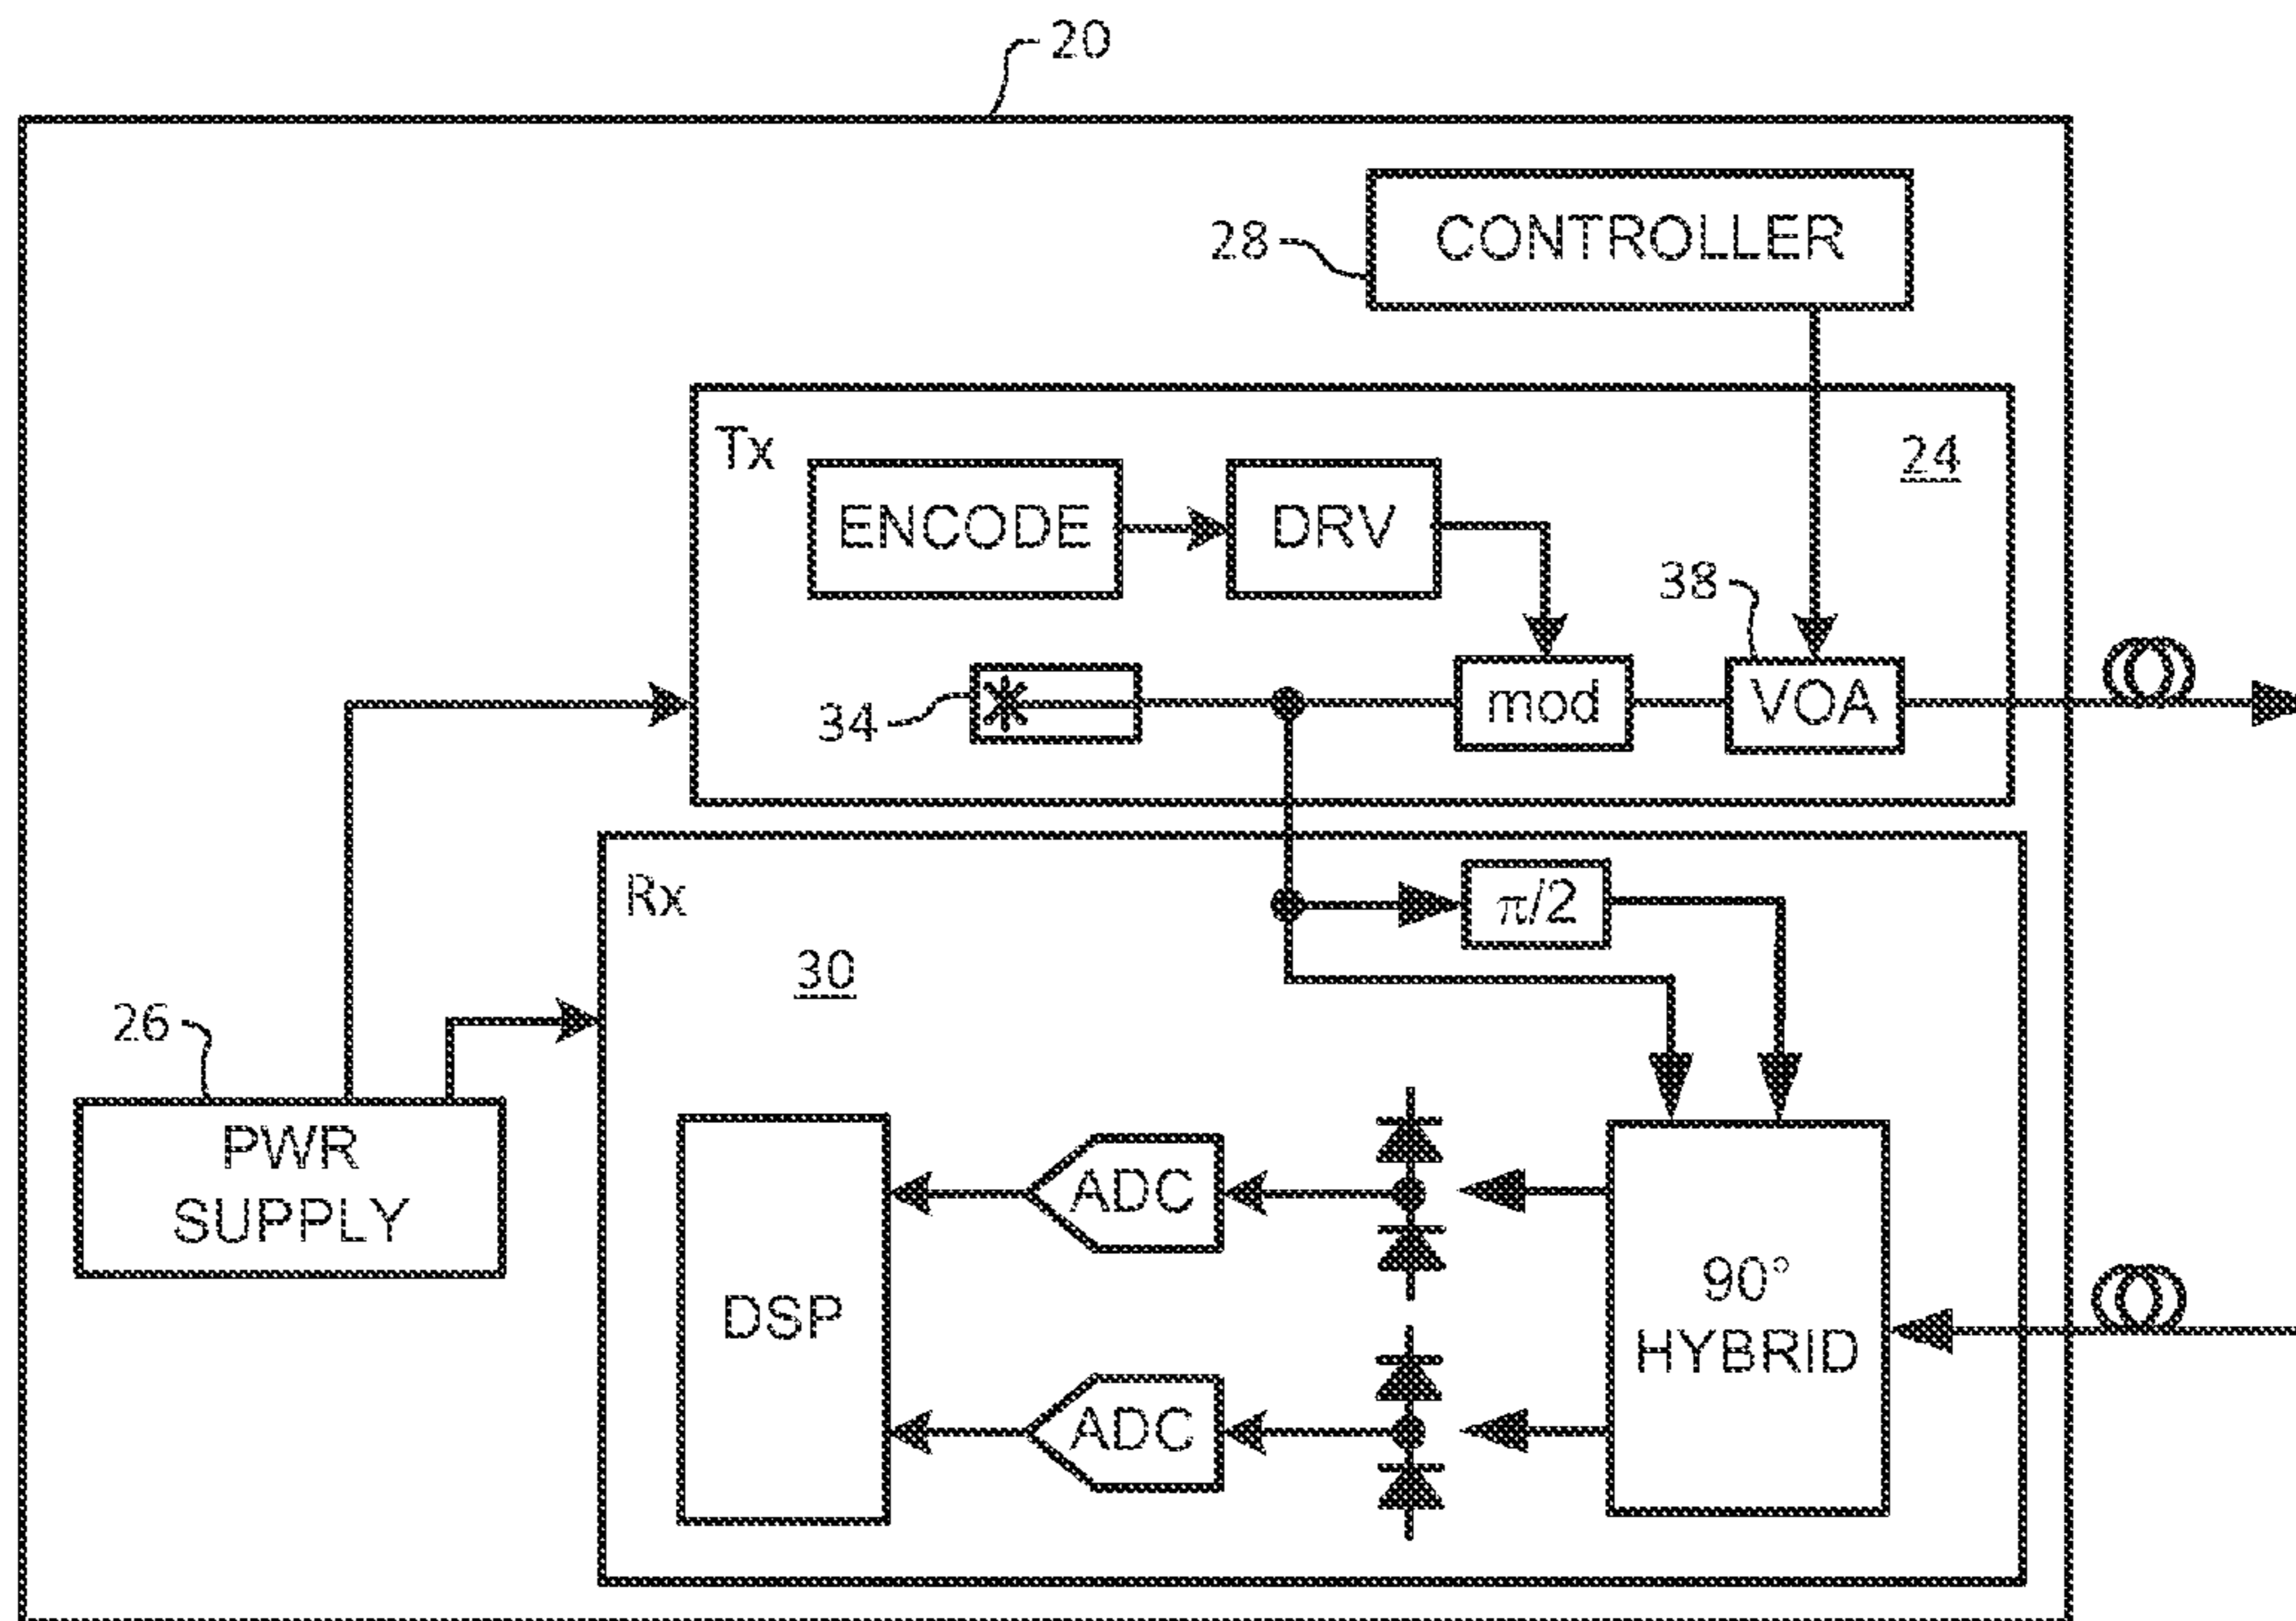 20
CONTROLLER
28
Tx
24
ENCODE
DRV
38
34
mod
VOA
Rx
π/2
30
26
PWR
SUPPLY
ADC
90°
HYBRID
DSP
ADC